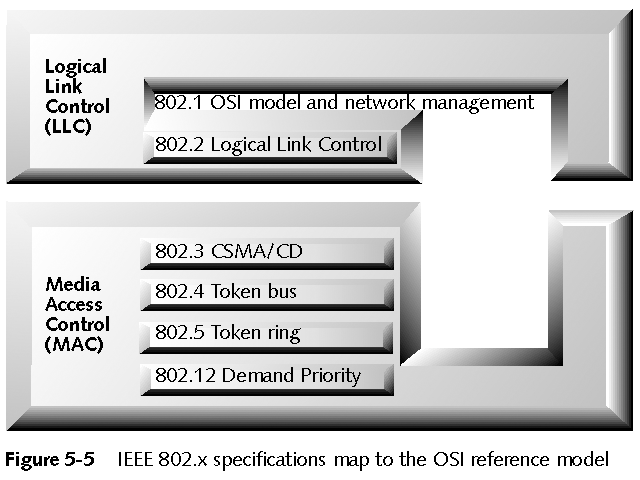 Logical
Link
Control
(LLC)
802.1 OSI model and network management
802.2 Logical Link Control
Media
Access
Control
(MAC)
802.3 CSMA/CD
802.4 Token bus
802.5 Token ring
802.12 Demand Priority
Figure 5-5 IEEE 802.x specifications map to the OSI reference model